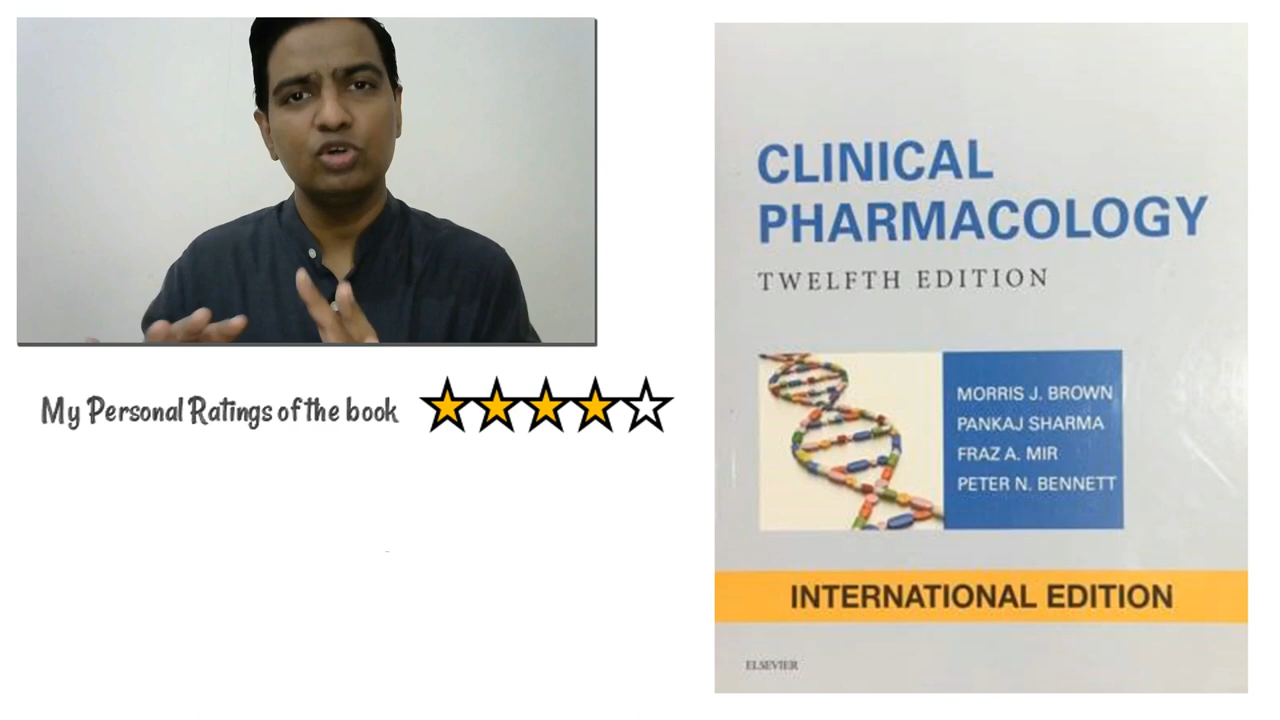 My Personal Ratings of the book
CLINICAL
PHARMACOLOGY
TWELFTH EDITION
MORRIS J. BROWN
PANKAJ SHARMA
FRAZ A. MIR
PETER N. BENNETT
INTERNATIONAL EDITION
ELSEVIER